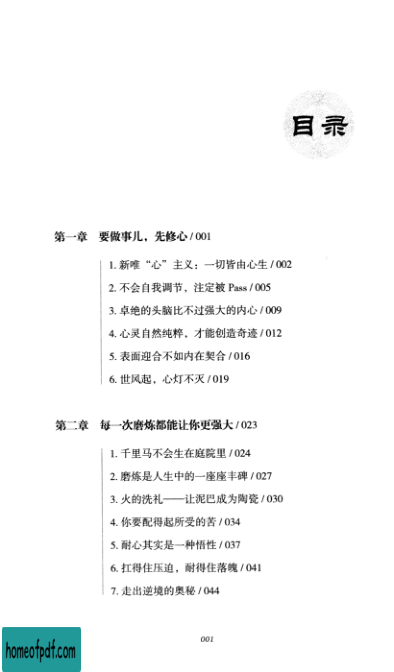 目录
第一章 要做事儿，先修心 / 001
1. 新唯“心”主义：一切皆由心生 / 002
2. 不会自我调节，注定被 Pass / 005
3. 卓绝的头脑比不过强大的内心 / 009
4. 心灵自然纯粹，才能创造奇迹 / 012
5. 表面迎合不如内在契合 / 016
6. 世风起，心灯不灭 / 019
第二章 每一次磨炼都能让你更强大 / 023
1. 千里马不会生在庭院里 / 024
2. 磨炼是人生中的一座座丰碑 / 027
3. 火的洗礼——让泥巴成为陶瓷 / 030
4. 你要配得起所受的苦 / 034
5. 耐心其实是一种悟性 / 037
6. 扛得住压迫，耐得住落魄 / 041
7. 走出逆境的奥秘 / 044
001
homeofpdf.com